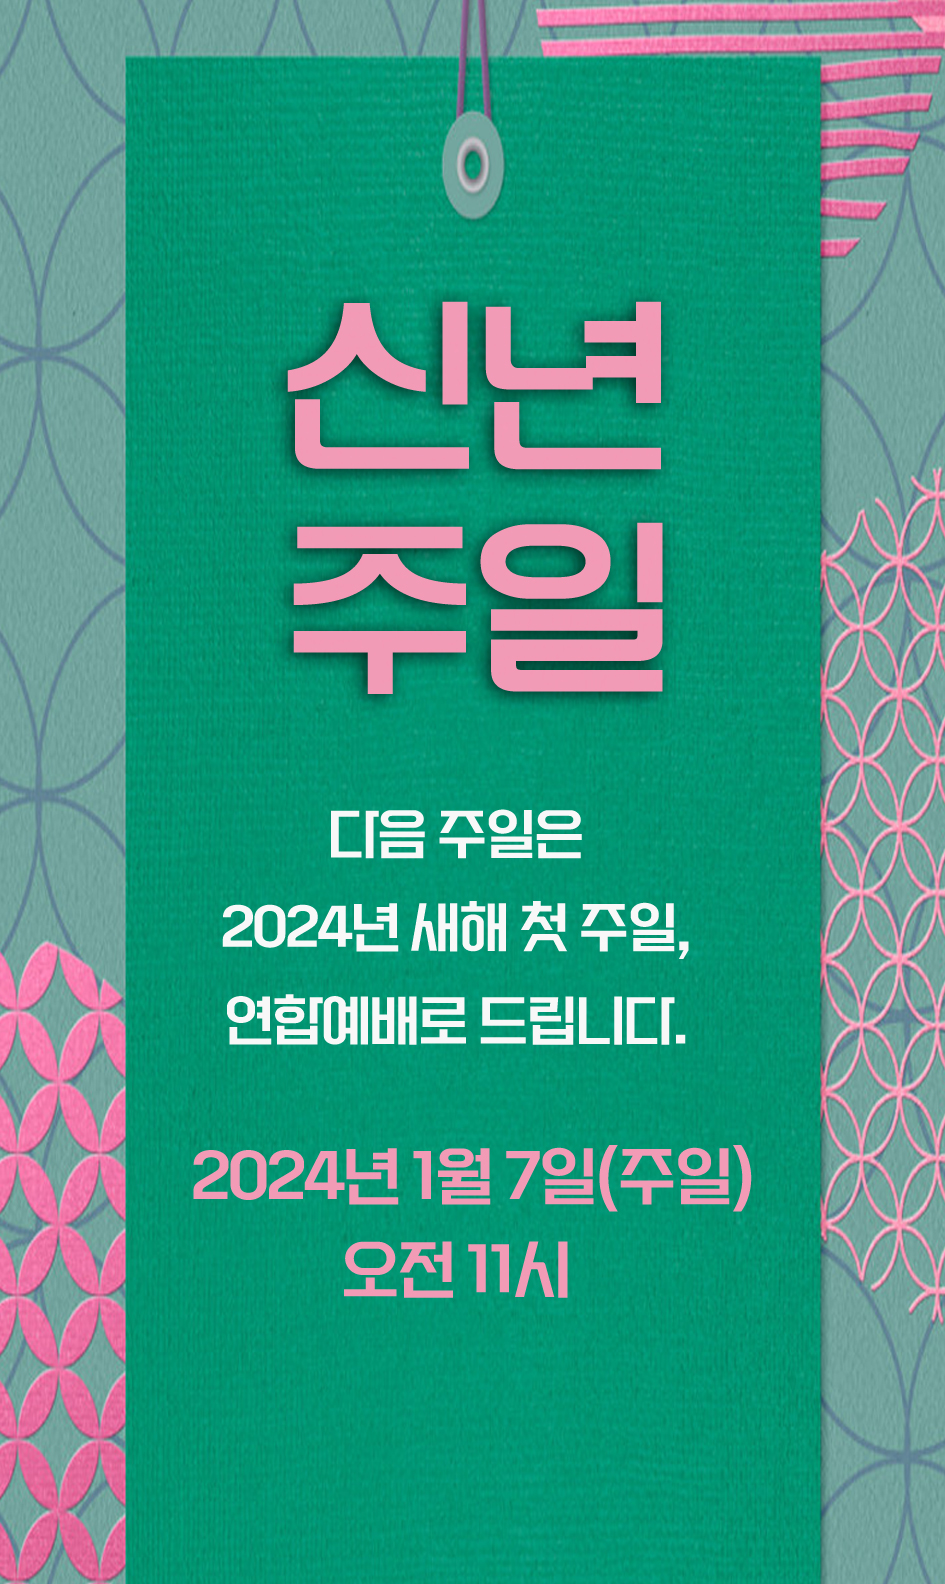 신년
주일
다음 주일은
2024년 새해 첫 주일,
연합예배로 드립니다.
2024년 1월 7일(주일)
오전 11시